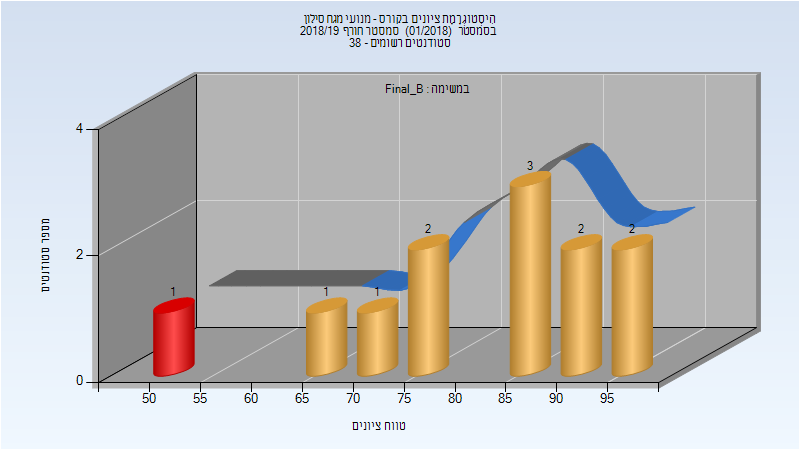 היסטוגרמת ציונים בקורס - מנועי מגח סילון
בסמסטר (01/2018) סמסטר חורף 2018/19
סטודנטים רשומים - 38
במשימה : Final_B
מספר סטודנטים
4
2
0
1
1
1
2
3
2
2
50 55 60 65 70 75 80 85 90 95
טווח ציונים